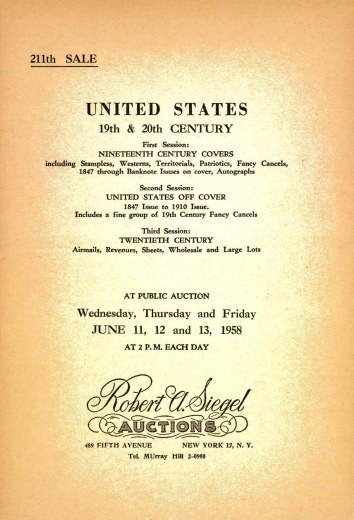 211th SALE
UNITED STATES
19th & 20th CENTURY
First Session:
NINETEENTH CENTURY COVERS
including Stampless, Westerns, Territorials, Patriotics, Fancy Cancels,
1847 through Banknote Issues on cover, Autographs
Second Session:
UNITED STATES OFF COVER
1847 Issue to 1910 Issue.
Includes a fine group of 19th Century Fancy Cancels
Third Session:
TWENTIETH CENTURY
Airmails, Revenues, Sheets, Wholesale and Large Lots
AT PUBLIC AUCTION
Wednesday, Thursday and Friday
JUNE 11, 12 and 13, 1958
AT 2 P.M. EACH DAY
Robert A. Siegel
AUCTIONS
489 FIFTH AVENUE NEW YORK 17, N. Y.
Tel. MUrray Hill 2-0980